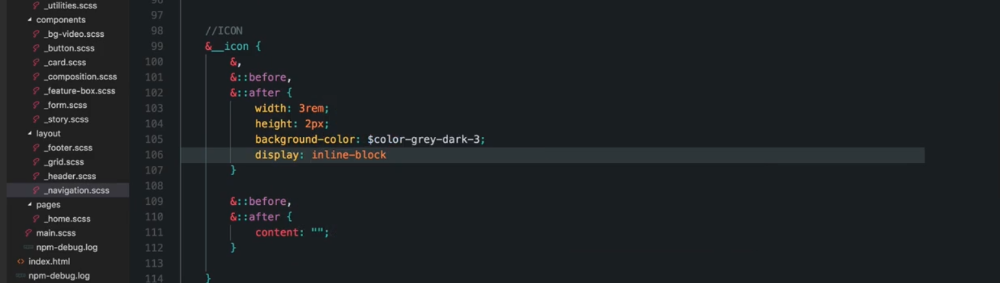 _utilities.scss
components
_bg-video.scss
_button.scss
_card.scss
_composition.scss
_feature-box.scss
_form.scss
_story.scss
layout
_footer.scss
_grid.scss
_header.scss
_navigation.scss
pages
_home.scss
main.scss
npm-debug.log
<> index.html
npm-debug.log
96
97
98 //ICON
99 &__icon {
100 &,
101 &::before,
102 &::after {
103 width: 3rem;
104 height: 2px;
105 background-color: $color-grey-dark-3;
106 display: inline-block
107 }
108
109 &::before,
110 &::after {
111 content: "";
112 }
113
114 }